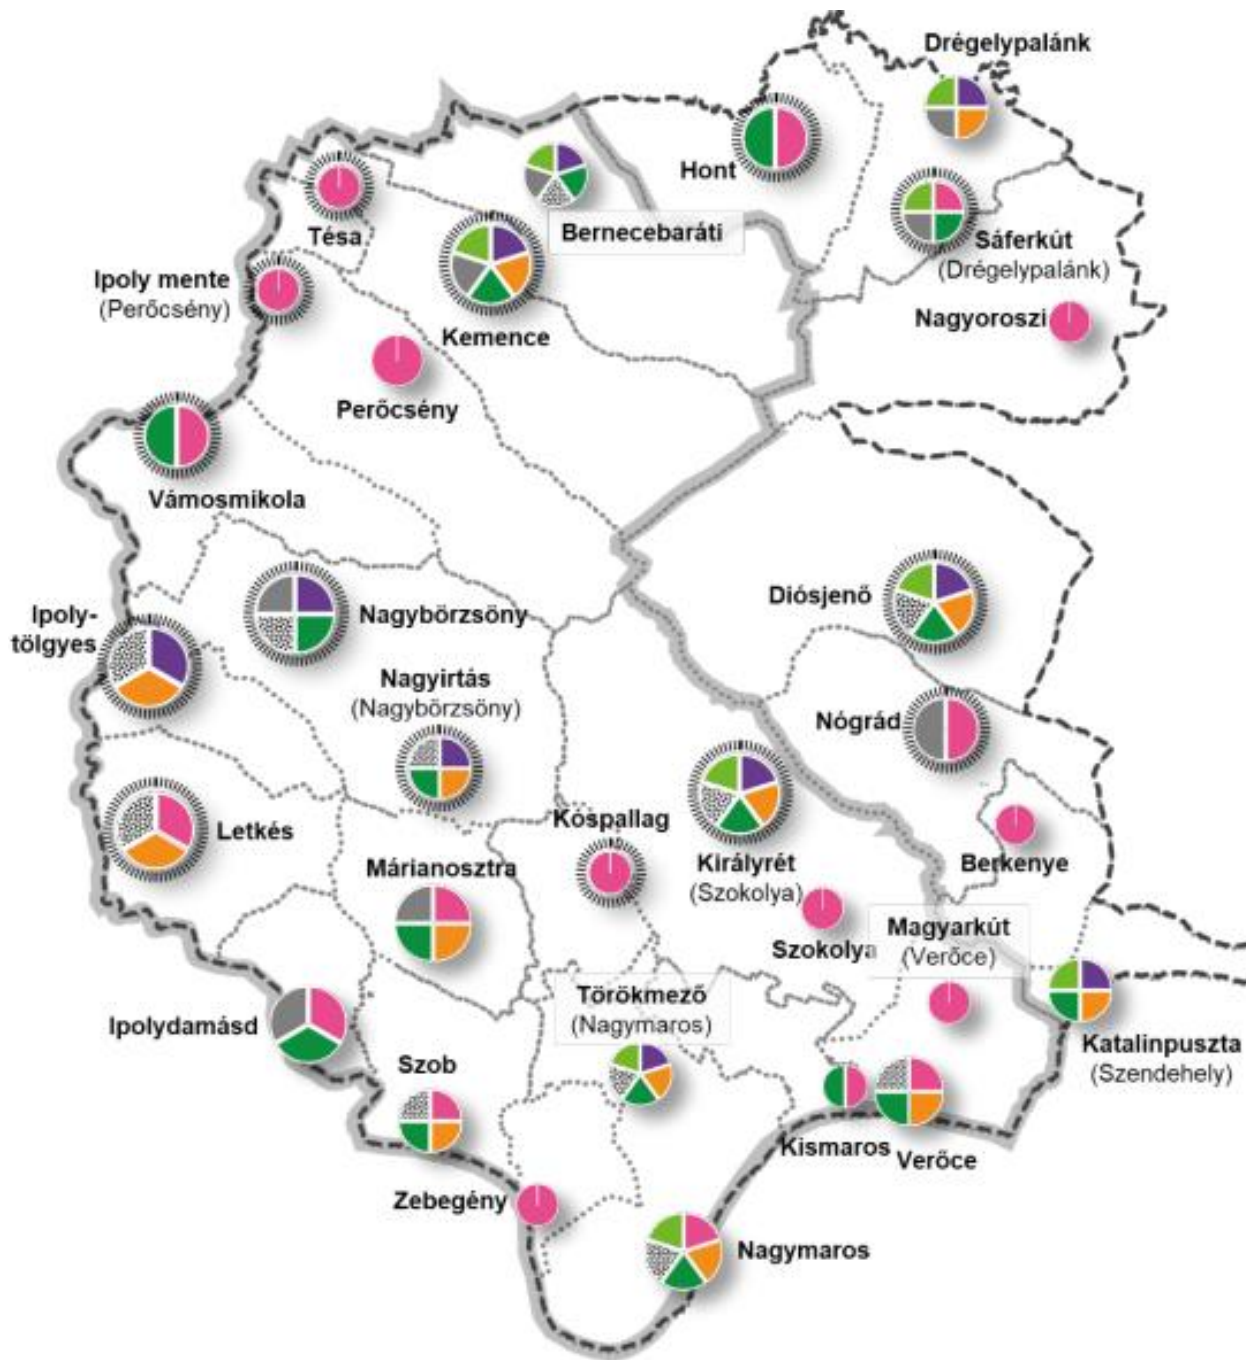 Drégelypalánk
Hont
Bernecebaráti
Sáferkút
(Drégelypalánk)
Tésa
Ipoly mente
(Perőcsény)
Kemence
Nagyoroszi
Perőcsény
Vámosmikola
Nagybörzsöny
Diósjenő
Ipoly-
tölgyes
Nagyirtás
(Nagybörzsöny)
Nógrád
Letkés
Kóspallag
Királyrét
(Szokolya)
Berkenye
Márianosztra
Szokolya
Magyarkút
(Verőce)
Törökmező
(Nagymaros)
Ipolydamásd
Katalinpuszta
(Szendehely)
Szob
Kismaros
Verőce
Zebegény
Nagymaros